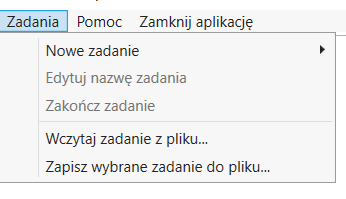 Zadania Pomoc Zamknij aplikację
Nowe zadanie
Edytuj nazwę zadania
Zakończ zadanie
Wczytaj zadanie z pliku...
Zapisz wybrane zadanie do pliku...